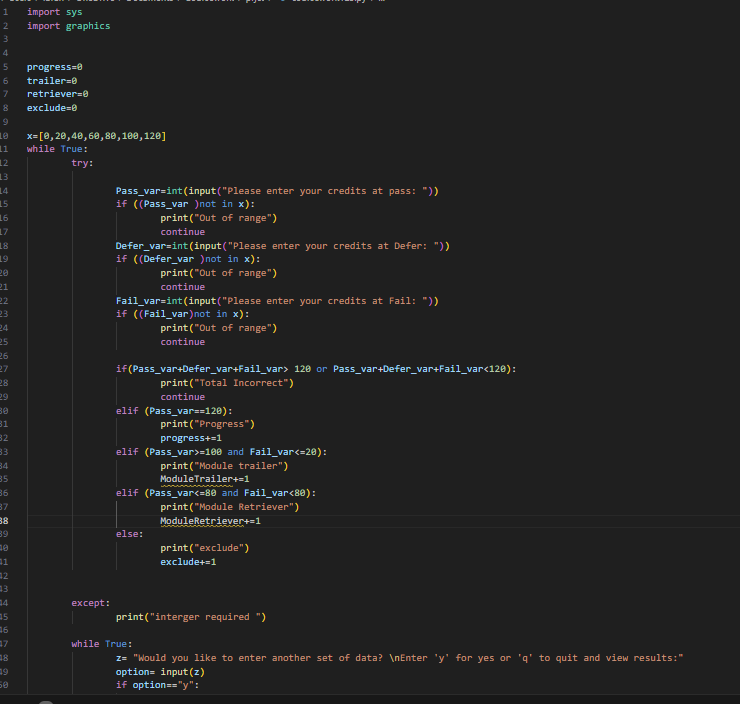 1 import sys
2 import graphics
3
4
5 progress=0
6 trailer=0
7 retriever=0
8 exclude=0
9
10 x=[0,20,40,60,80,100,120]
11 while True:
12 try:
13
14 Pass_var=int(input("Please enter your credits at pass: "))
15 if ((Pass_var )not in x):
16 print("Out of range")
17 continue
18 Defer_var=int(input("Please enter your credits at Defer: "))
19 if ((Defer_var )not in x):
20 print("Out of range")
21 continue
22 Fail_var=int(input("Please enter your credits at Fail: "))
23 if ((Fail_var)not in x):
24 print("Out of range")
25 continue
26
27 if(Pass_var+Defer_var+Fail_var> 120 or Pass_var+Defer_var+Fail_var<120):
28 print("Total Incorrect")
29 continue
30 elif (Pass_var==120):
31 print("Progress")
32 progress+=1
33 elif (Pass_var>=100 and Fail_var<=20):
34 print("Module trailer")
35 ModuleTrailer+=1
36 elif (Pass_var<=80 and Fail_var<80):
37 print("Module Retriever")
38 ModuleRetriever+=1
39 else:
40 print("exclude")
41 exclude+=1
42
43
44 except:
45 print("interger required ")
46
47 while True:
48 z= "Would you like to enter another set of data? \nEnter 'y' for yes or 'q' to quit and view results:"
49 option= input(z)
50 if option=="y":